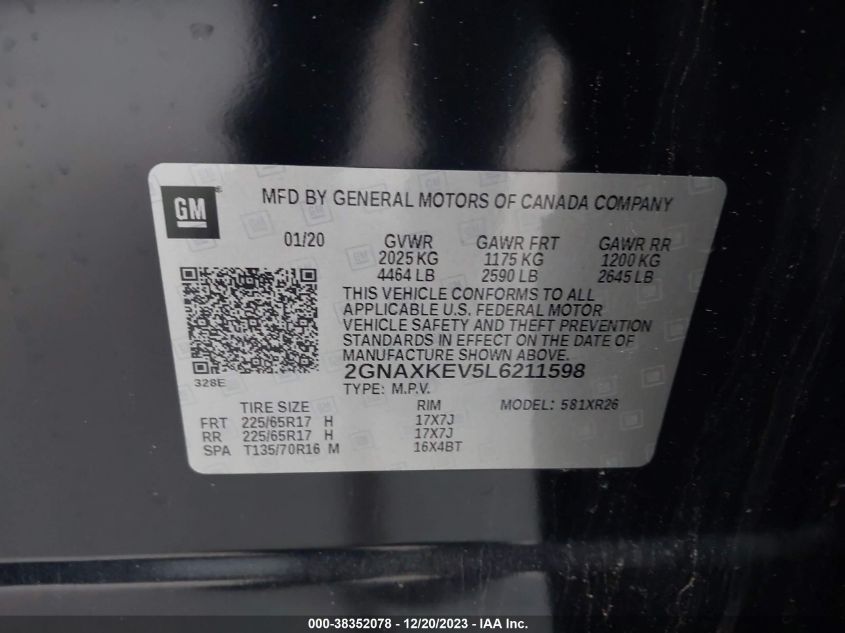 GM ®
MFD BY GENERAL MOTORS OF CANADA COMPANY
01/20 GVWR GAWR FRT GAWR RR
2025 KG 1175 KG 1200 KG
4464 LB 2590 LB 2645 LB
THIS VEHICLE CONFORMS TO ALL
APPLICABLE U.S. FEDERAL MOTOR
VEHICLE SAFETY AND THEFT PREVENTION
STANDARDS IN EFFECT ON THE DATE OF
MANUFACTURE SHOWN ABOVE.
2GNAXKEV5L6211598
328E
TYPE: M.P.V.
TIRE SIZE RIM MODEL: 581XR26
FRT 225/65R17 H 17X7J
RR 225/65R17 H 17X7J
SPA T135/70R16 M 16X4BT
000-38352078 - 12/20/2023 - IAA Inc.